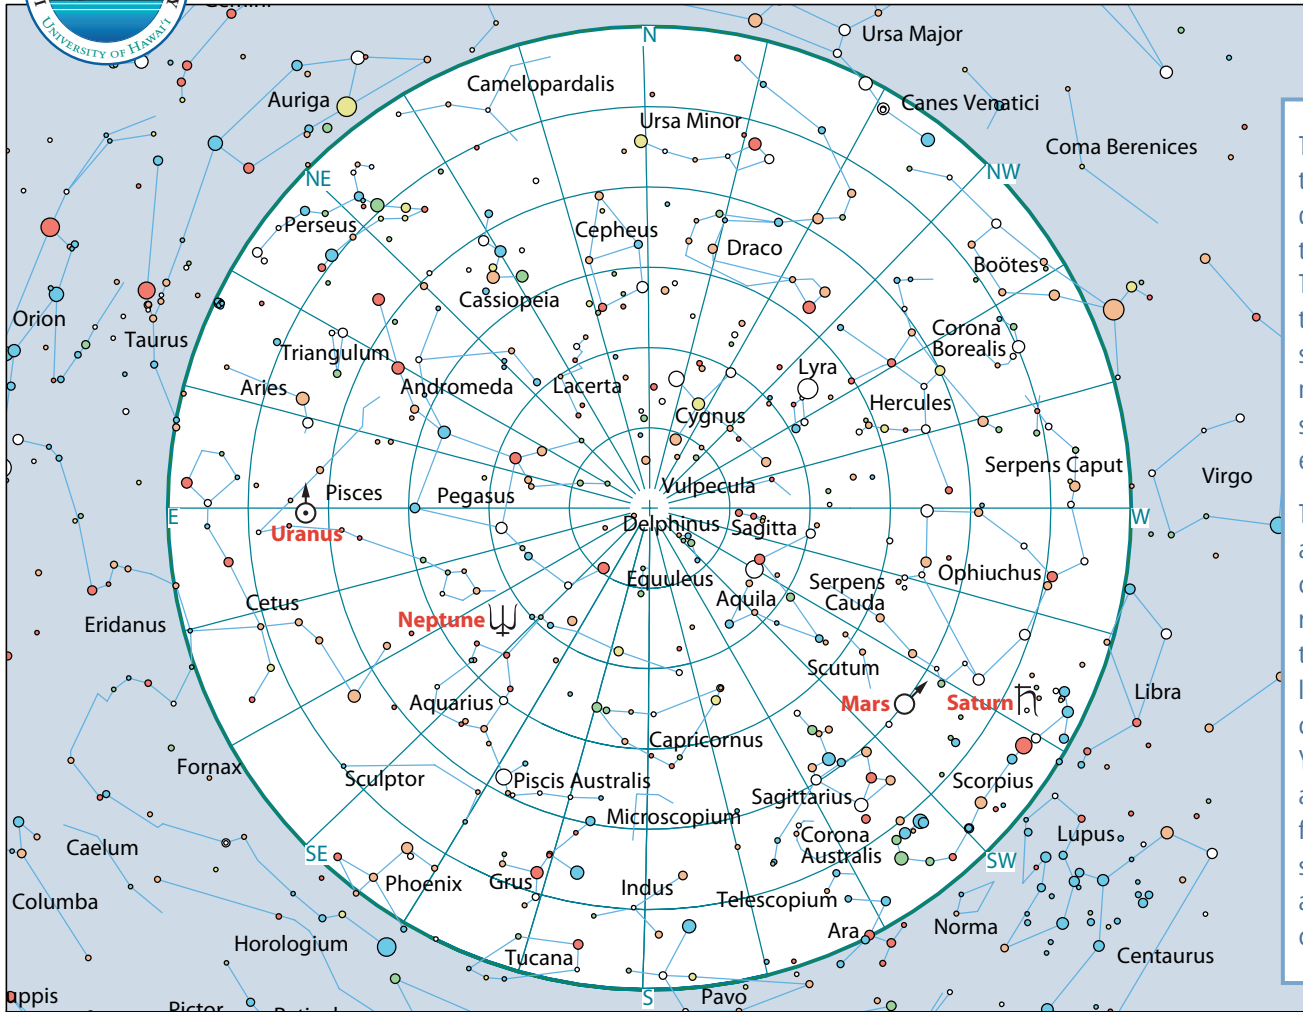 UNIVERSITY OF HAWAI'I
Ursa Major
N
Camelopardalis
Auriga
Canes Venatici
Ursa Minor
Coma Berenices
NE
NW
Perseus
Cepheus
Draco
Boötes
Cassiopeia
Orion
Taurus
Corona
Borealis
Triangulum
Lyra
Aries
Andromeda
Lacerta
Hercules
Cygnus
Serpens Caput
Virgo
Pisces
Pegasus
Vulpecula
E
W
Uranus
Delphinus
Sagitta
Equuleus
Ophiuchus
Serpens
Cauda
Cetus
Aquila
Neptune
Eridanus
Scutum
Libra
Aquarius
Mars
Saturn
Capricornus
Fornax
Sculptor
Piscis Australis
Scorpius
Sagittarius
Microscopium
Corona
Australis
Lupus
Caelum
SE
SW
Phoenix
Grus
Indus
Telescopium
Columba
Norma
Ara
Horologium
Tucana
Centaurus
S
Pavo